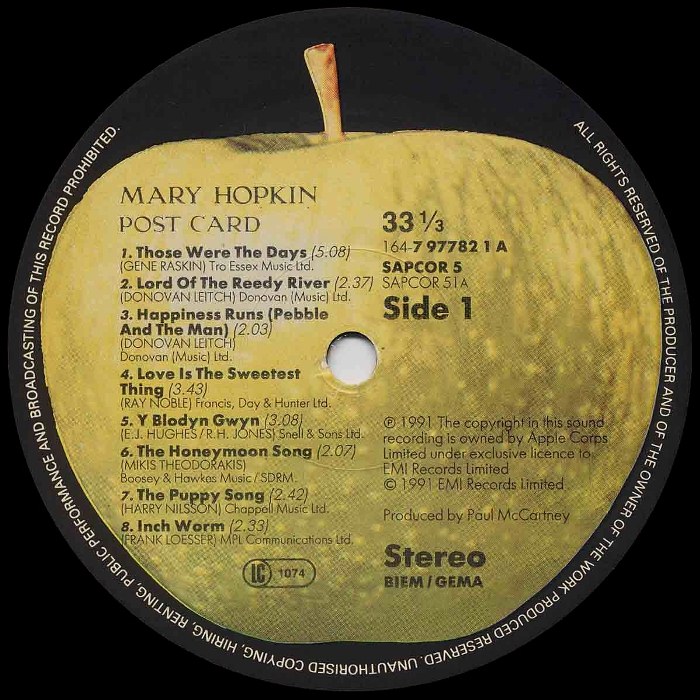 MARY HOPKIN
POST CARD
1. Those Were The Days (5.08)
(GENE RASKIN) Tro Essex Music Ltd.
2. Lord Of The Reedy River (2.37)
(DONOVAN LEITCH) Donovan (Music) Ltd.
3. Happiness Runs (Pebble
And The Man) (2.03)
(DONOVAN LEITCH)
Donovan (Music) Ltd.
4. Love Is The Sweetest
Thing (3.43)
(RAY NOBLE) Francis, Day & Hunter Ltd.
5. Y Blodyn Gwyn (3.08)
(E.J. HUGHES/R.H. JONES) Snell & Sons Ltd.
6. The Honeymoon Song (2.07)
(MIKIS THEODORAKIS)
Boosey & Hawkes Music/SDRM.
7. The Puppy Song (2.42)
(HARRY NILSSON) Chappell Music Ltd.
8. Inch Worm (2.33)
(FRANK LOESSER) MPL Communications Ltd.
LC 1074
33 1/3
164-7 97782 1 A
SAPCOR 5
SAPCOR 51A
Side 1
℗ 1991 The copyright in this sound
recording is owned by Apple Corps
Limited under exclusive licence to
EMI Records Limited
© 1991 EMI Records Limited
Produced by Paul McCartney
Stereo
BIEM/GEMA
ALL RIGHTS RESERVED OF THE PRODUCER AND OF THE OWNER OF THE WORK PRODUCED RESERVED. UNAUTHORISED COPYING, HIRING, RENTING, PUBLIC PERFORMANCE AND BROADCASTING OF THIS RECORD PROHIBITED.